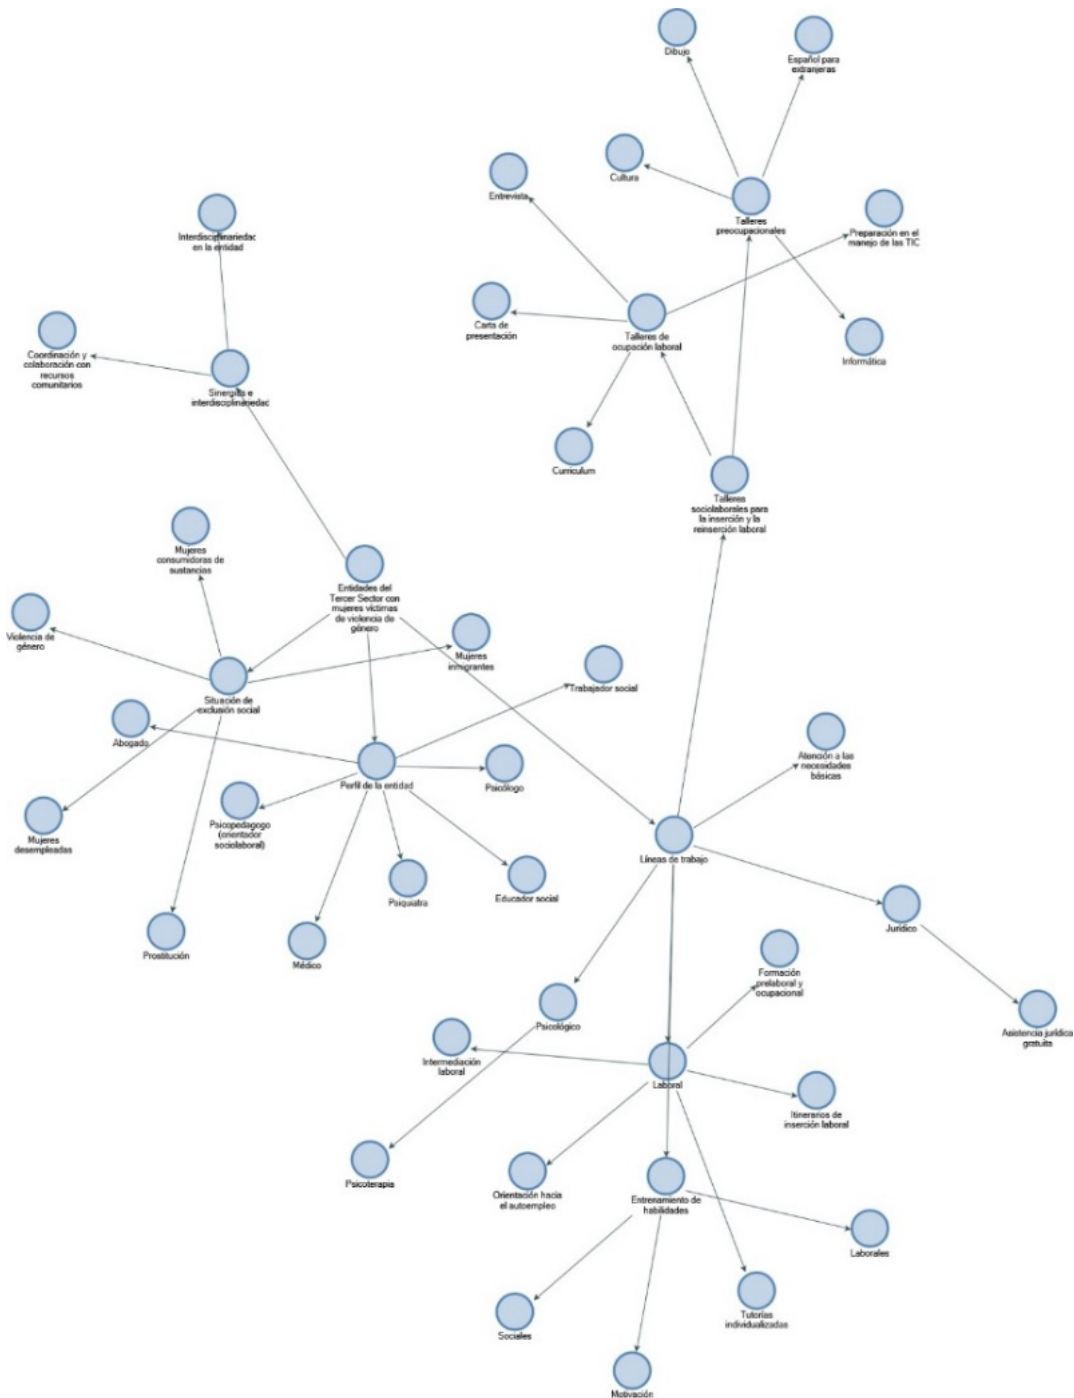 Dibujo
Español para
extranjeras
Cultura
Entrevista
Talleres
preocupacionales
Preparación en el
manejo de las TIC
Interdisciplinariedac
en la entidad
Carta de
presentación
Talleres de
ocupación laboral
Informática
Coordinación y
colaboración con
recursos
comunitarios
Sinergias e
interdisciplinariedac
Curriculum
Talleres
sociolaborales para
la inserción y la
reinserción laboral
Mujeres
consumidoras de
sustancias
Entidades del
Tercer Sector con
mujeres víctimas
de violencia de
género
Violencia de
género
Mujeres
inmigrantes
Situación de
exclusión social
Trabajador social
Abogado
Perfil de la entidad
Psicólogo
Atención a las
necesidades
básicas
Psicopedagogo
(orientador
sociolaboral)
Mujeres
desempleadas
Líneas de trabajo
Psiquiatra
Educador social
Jurídico
Prostitución
Médico
Formación
prelaboral y
ocupacional
Psicológico
Asistencia jurídica
gratuita
Intermediación
laboral
Laboral
Itinerarios de
inserción laboral
Psicoterapia
Orientación hacia
el autoempleo
Entrenamiento de
habilidades
Laborales
Sociales
Tutorías
individualizadas
Motivación